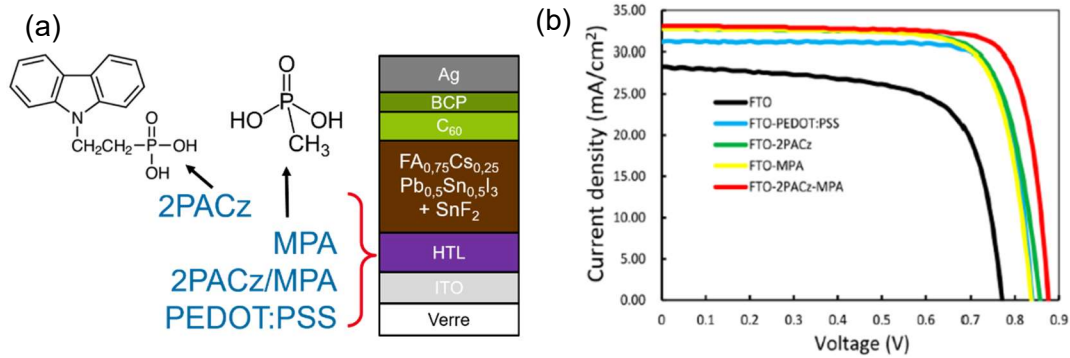 (a)
N
CH₂CH₂
O
P
OH
OH
O
P
HO
OH
CH₃
2PACz
MPA
2PACz/MPA
PEDOT:PSS
Ag
BCP
C₆₀
FA₀,₇₅Cs₀,₂₅
Pb₀,₅Sn₀,₅I₃
+ SnF₂
HTL
ITO
Verre
(b)
Current density (mA/cm²)
35.00
30.00
25.00
20.00
15.00
10.00
5.00
0.00
FTO
FTO-PEDOT:PSS
FTO-2PACz
FTO-MPA
FTO-2PACz-MPA
0 0.1 0.2 0.3 0.4 0.5 0.6 0.7 0.8 0.9
Voltage (V)